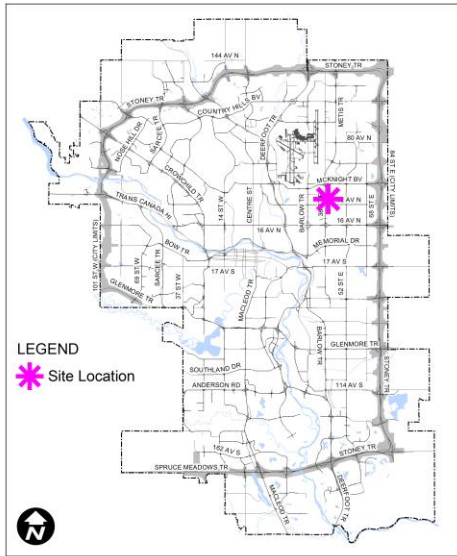 144 AV N
STONEY TR
STONEY TR
COUNTRY HILLS BV
DEERFOOT TR
METIS TR
NOSE HILL DR
SARCEE TR
80 AV N
CROWCHILD TR
MCKNIGHT BV
84 ST E (CITY LIMITS)
TRANS CANADA HI
14 ST W
CENTRE ST
BARLOW TR
AV N
68 ST E
16 AV N
16 AV N
101 ST W (CITY LIMITS)
BOW TR
MEMORIAL DR
69 ST W
SARCEE TR
17 AV S
17 AV S
37 ST W
52 ST E
GLENMORE TR
MACLEOD TR
BARLOW TR
GLENMORE TR
LEGEND
Site Location
SOUTHLAND DR
STONEY TR
ANDERSON RD
114 AV S
162 AV S
STONEY TR
SPRUCE MEADOWS TR
MACLEOD TR
DEERFOOT TR
N